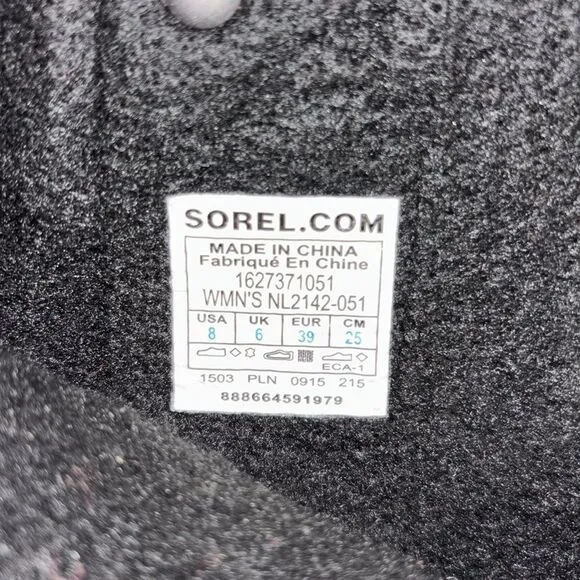 SOREL.COM
MADE IN CHINA
Fabriqué En Chine
1627371051
WMN'S NL2142-051
USA UK EUR CM
8 6 39 25
ECA-1
1503 PLN 0915 215
888664591979